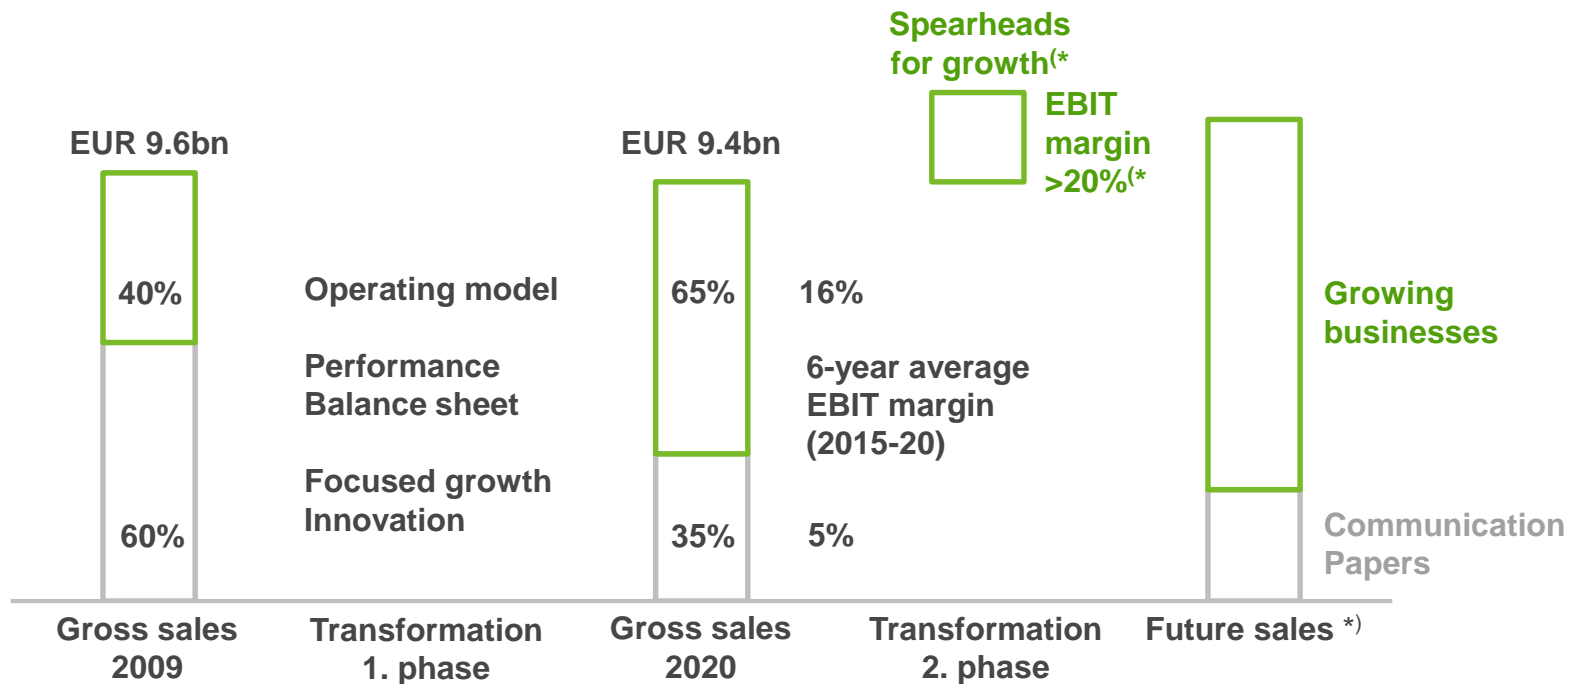 Spearheads
for growth(*
EBIT
margin
>20%(*
EUR 9.6bn
EUR 9.4bn
40%
Operating model
65%
16%
Growing
businesses
Performance
Balance sheet
6-year average
EBIT margin
(2015-20)
Focused growth
Innovation
60%
35%
5%
Communication
Papers
Gross sales
2009
Transformation
1. phase
Gross sales
2020
Transformation
2. phase
Future sales *)